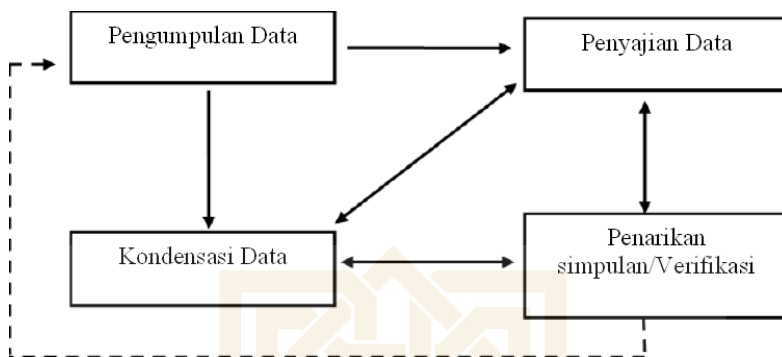 Pengumpulan Data
Penyajian Data
Kondensasi Data
Penarikan
simpulan/Verifikasi